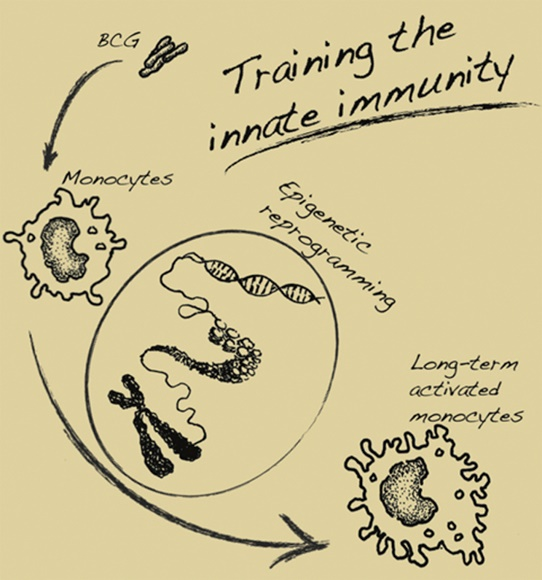 BCG
Training the
innate immunity
Monocytes
Epigenetic
reprogramming
Long-term
activated
monocytes